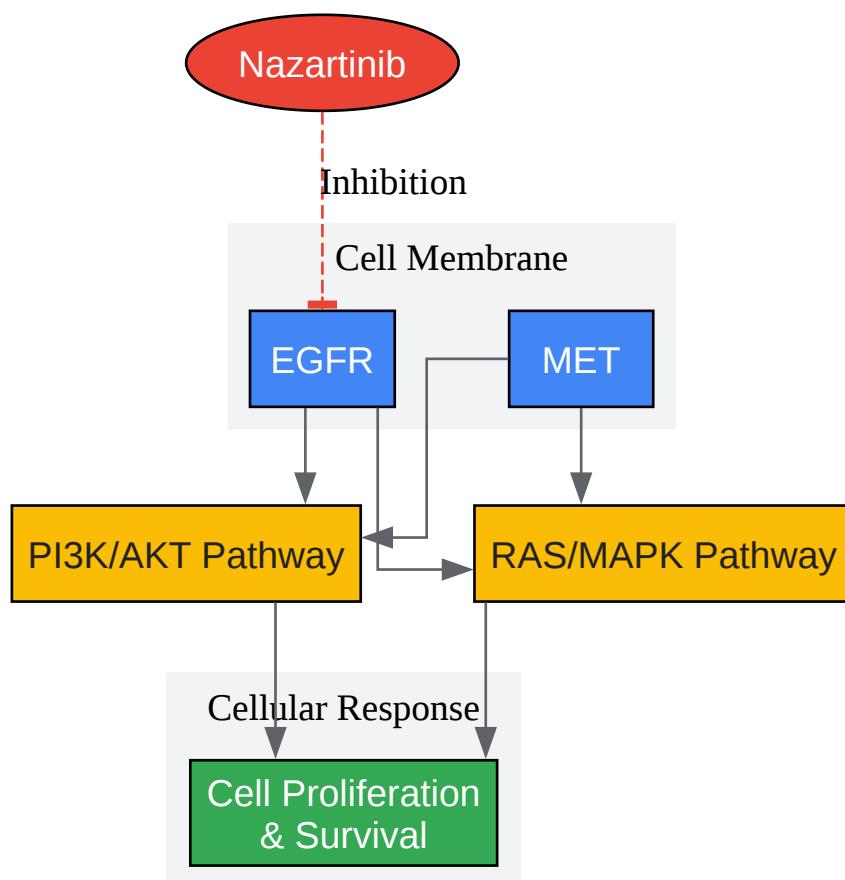 Nazartinib
Inhibition
Cell Membrane
EGFR
MET
PI3K/AKT Pathway
RAS/MAPK Pathway
Cellular Response
Cell Proliferation
& Survival